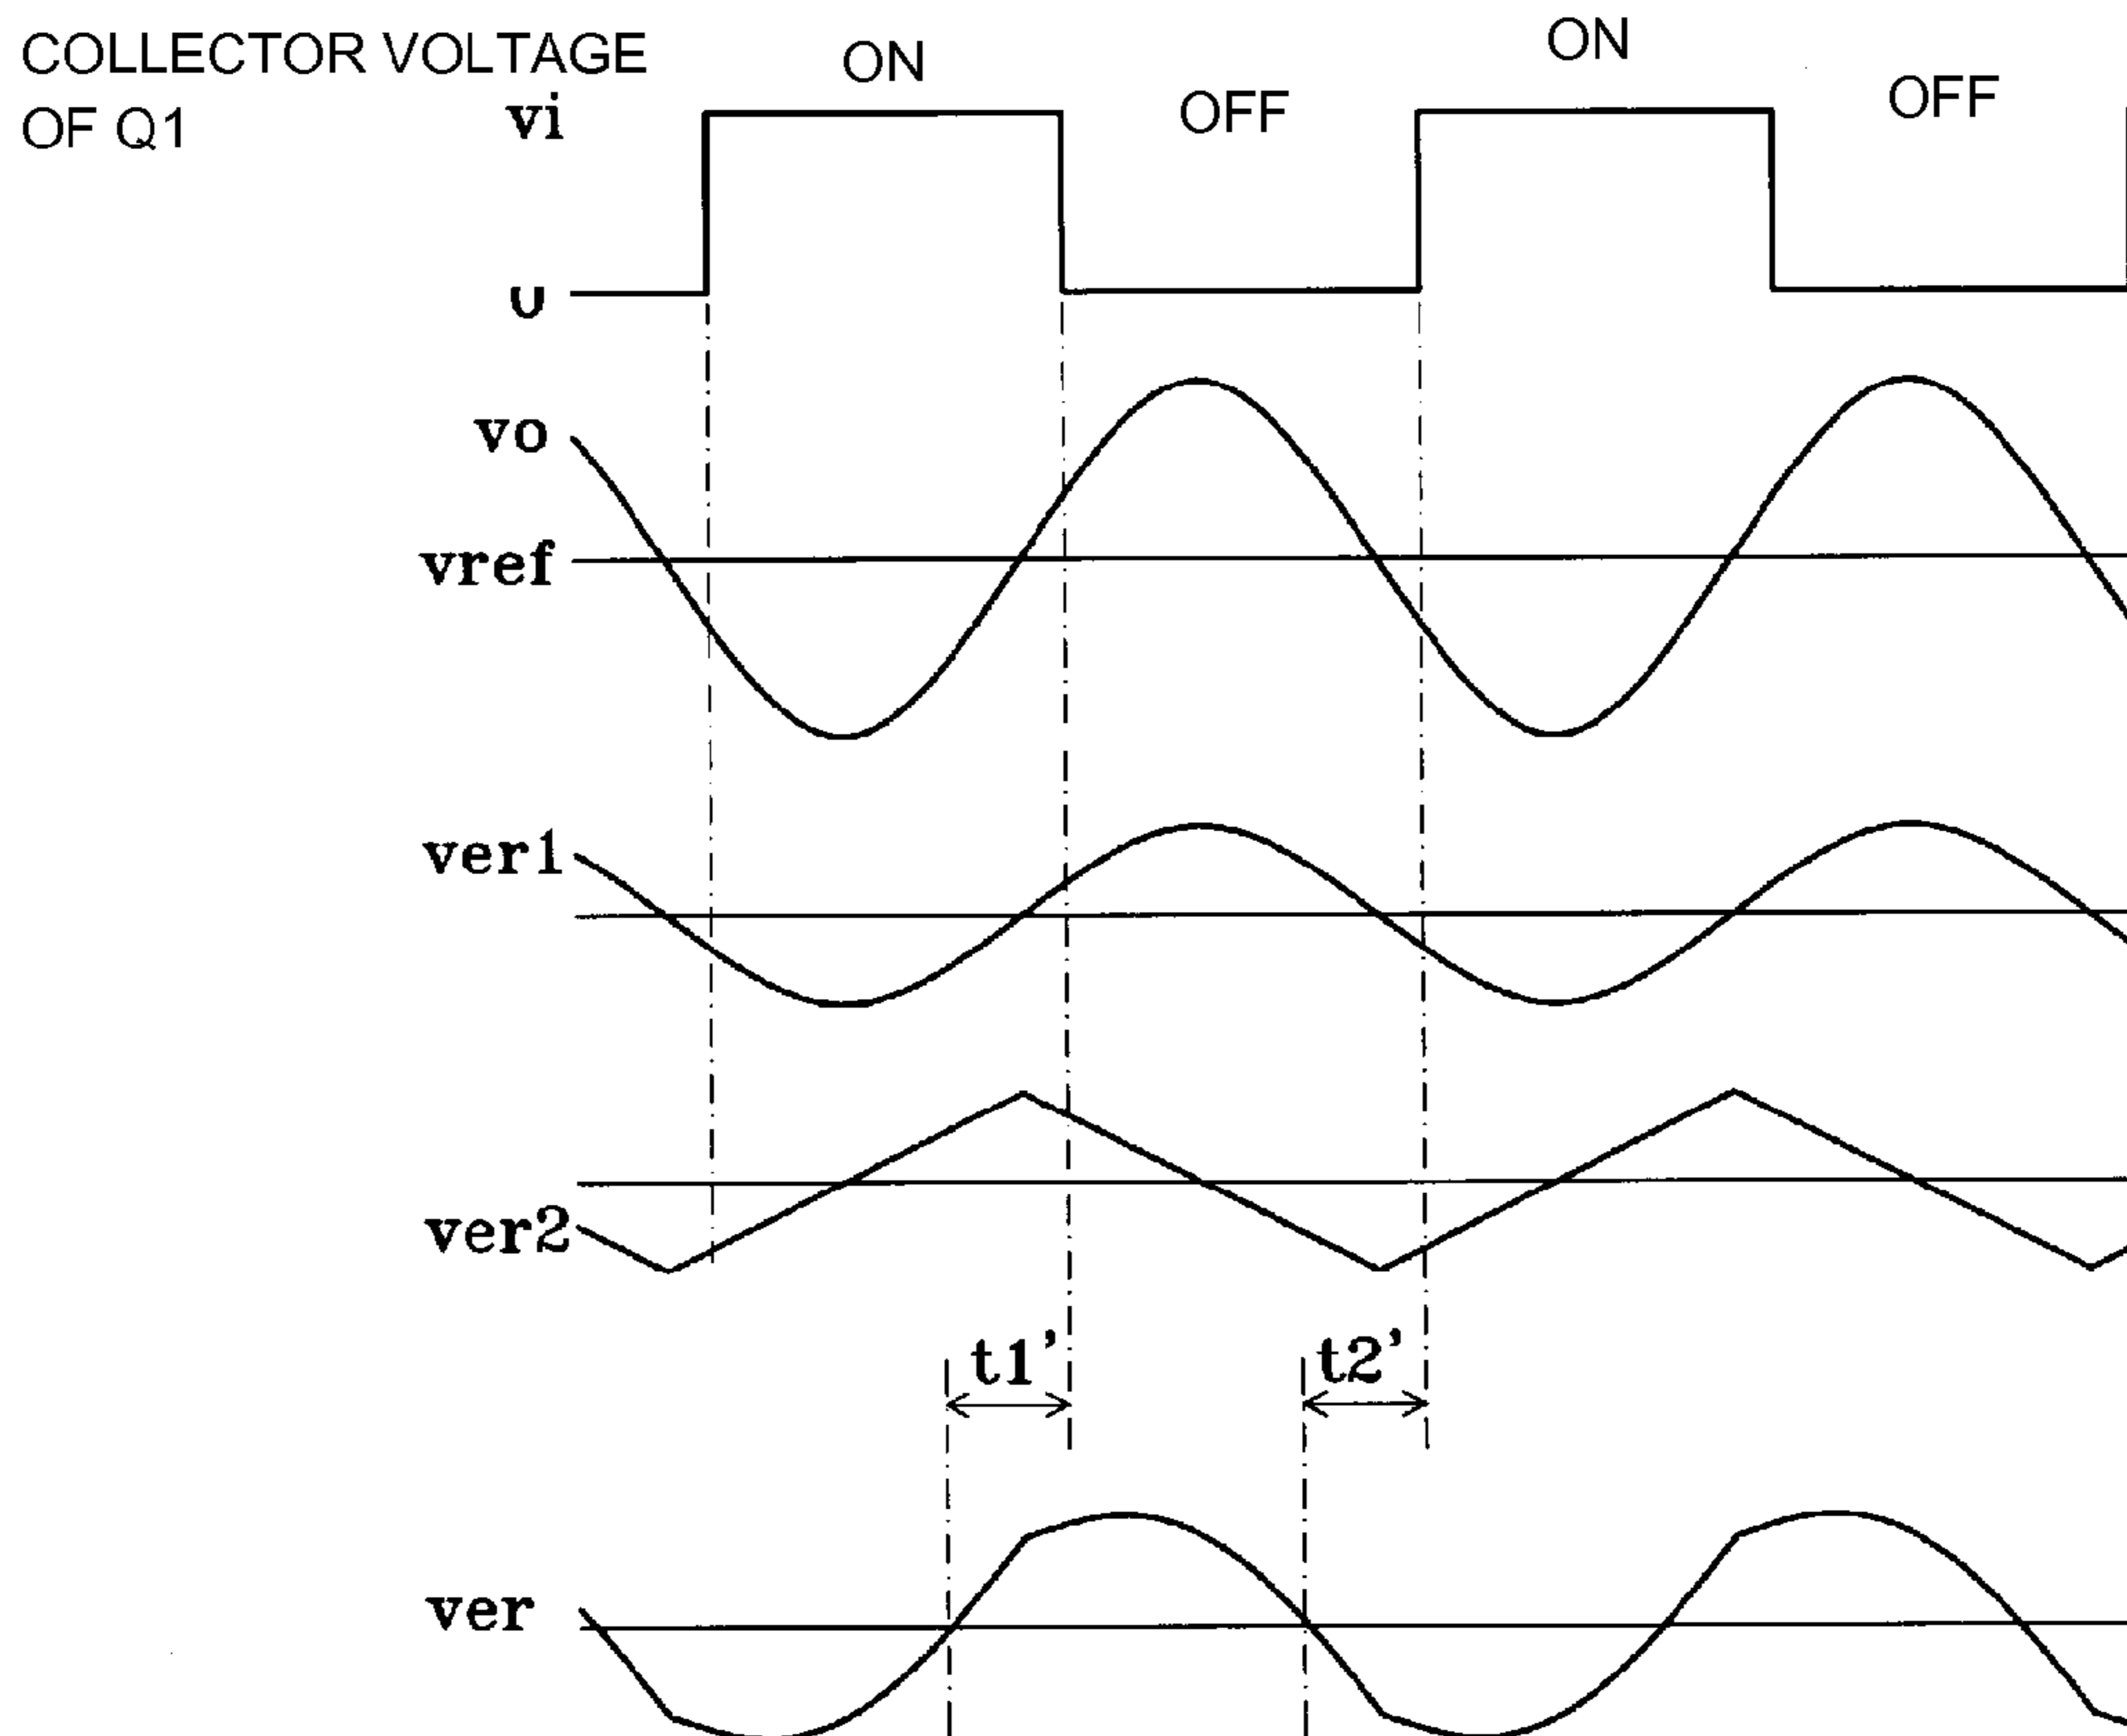 COLLECTOR VOLTAGE
OF Q1
vi
ON
OFF
ON
OFF
0
vo
vref
ver1
ver2
t1'
t2'
ver